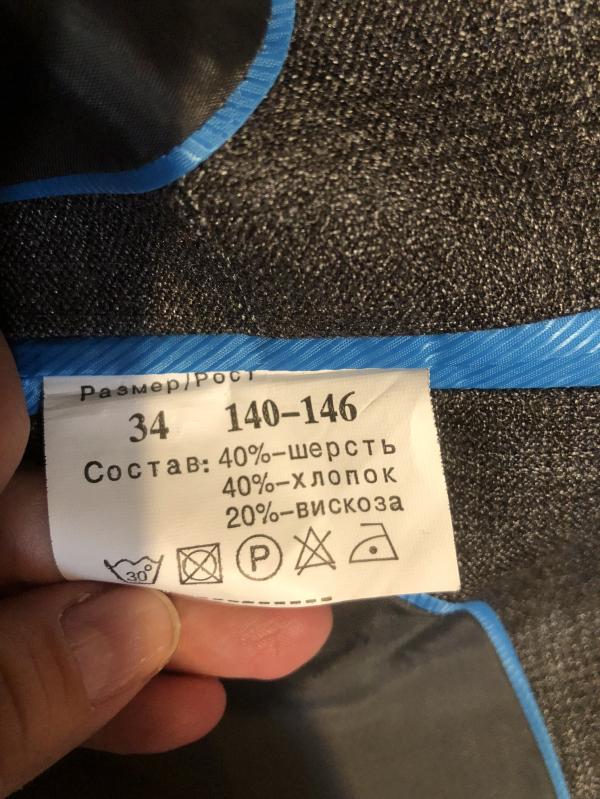 Размер/Рост
34 140-146
Состав: 40%-шерсть
40%-хлопок
20%-вискоза
30° P